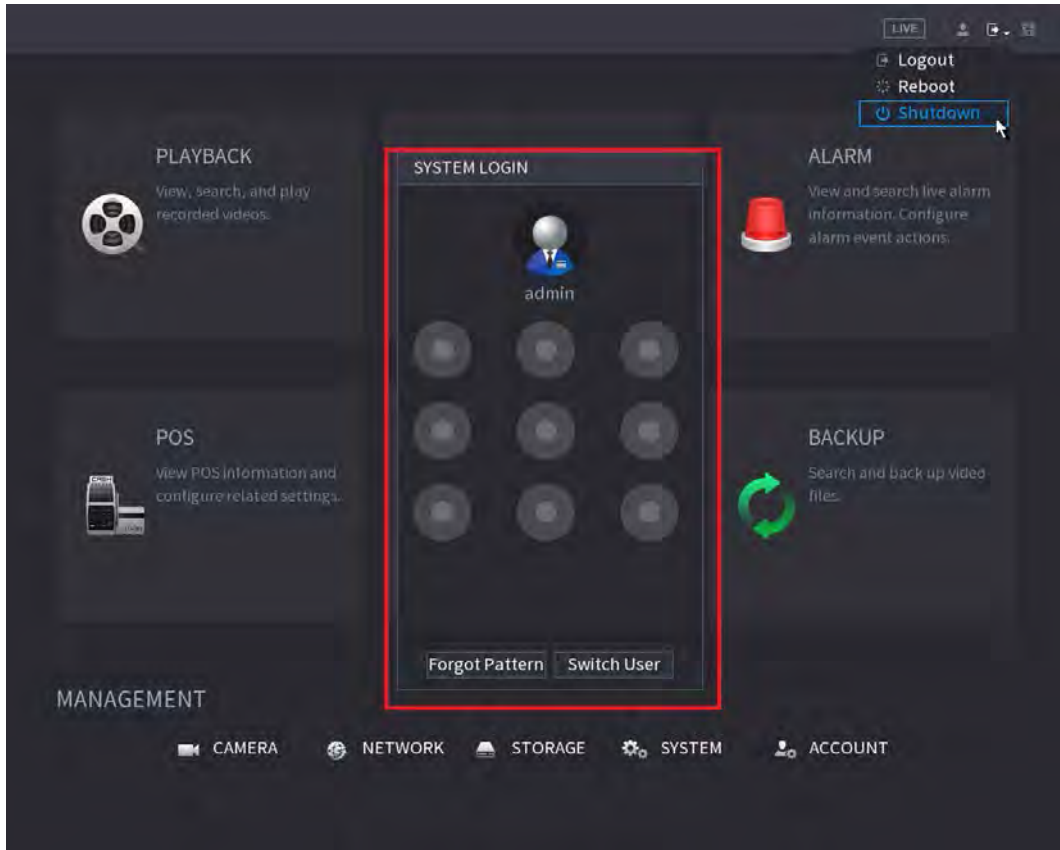 LIVE
Logout
Reboot
Shutdown
PLAYBACK
View, search, and play
recorded videos.
SYSTEM LOGIN
admin
Forgot Pattern
Switch User
ALARM
View and search live alarm
information. Configure
alarm event actions.
POS
View POS information and
configure related settings.
BACKUP
Search and back up video
files.
MANAGEMENT
CAMERA
NETWORK
STORAGE
SYSTEM
ACCOUNT